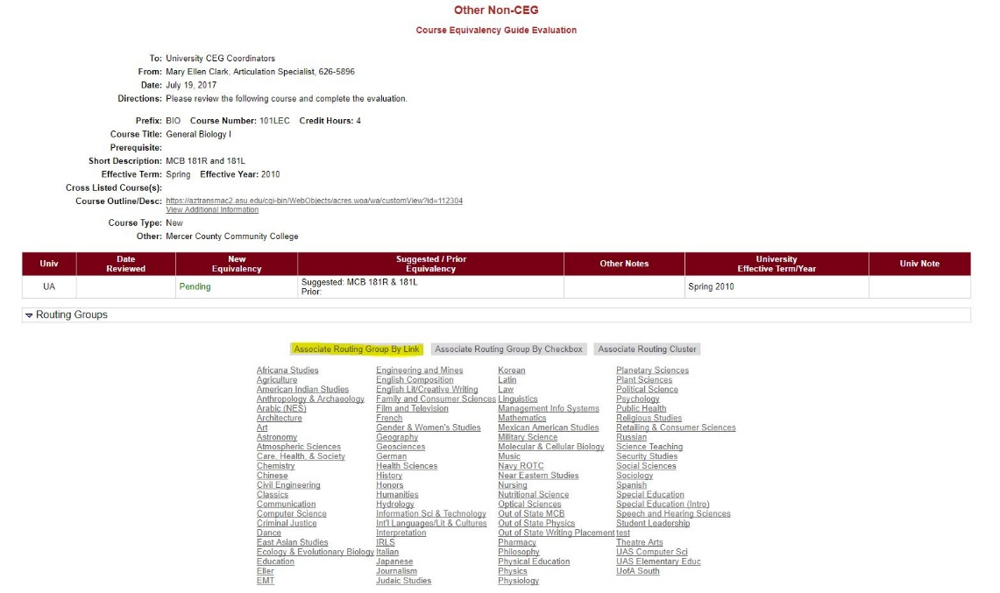 Other Non-CEG
Course Equivalency Guide Evaluation
To: University CEG Coordinators
From: Mary Ellen Clark, Articulation Specialist, 626-5896
Date: July 19, 2017
Directions: Please review the following course and complete the evaluation.
Prefix: BIO Course Number: 101LEC Credit Hours: 4
Course Title: General Biology I
Prerequisite:
Short Description: MCB 181R and 181L
Effective Term: Spring Effective Year: 2010
Cross Listed Course(s):
Course Outline/Desc: https://aztransmac2.asu.edu/cgi-bin/WebObjects/acres.woa/wa/customView?id=112304
View Additional Information
Course Type: New
Other: Mercer County Community College
Univ Date Reviewed New Equivalency Suggested / Prior Equivalency Other Notes University Effective Term/Year Univ Note
UA Pending Suggested: MCB 181R & 181L Spring 2010
Prior:
Routing Groups
Associate Routing Group By Link Associate Routing Group By Checkbox Associate Routing Cluster
Africana Studies Engineering and Mines Korean Planetary Sciences
Agriculture English Composition Latin Plant Sciences
American Indian Studies English Lit/Creative Writing Law Political Science
Anthropology & Archaeology Family and Consumer Sciences Linguistics Psychology
Arabic (NES) Film and Television Management Info Systems Public Health
Architecture French Mathematics Religious Studies
Art Gender & Women's Studies Mexican American Studies Retailing & Consumer Sciences
Astronomy Geography Military Science Russian
Atmospheric Sciences Geosciences Molecular & Cellular Biology Science Teaching
Care, Health, & Society German Music Security Studies
Chemistry Health Sciences Navy ROTC Social Sciences
Chinese History Near Eastern Studies Sociology
Civil Engineering Honors Nursing Spanish
Classics Humanities Nutritional Science Special Education
Communication Hydrology Optical Sciences Special Education (Intro)
Computer Science Information Sci & Technology Out of State MCB Speech and Hearing Sciences
Criminal Justice Int'l Languages/Lit & Cultures Out of State Physics Student Leadership
Dance Interpretation Out of State Writing Placement test
East Asian Studies IRLS Pharmacy Theatre Arts
Ecology & Evolutionary Biology Italian Philosophy UAS Computer Sci
Education Japanese Physical Education UAS Elementary Educ
Eller Journalism Physics UofA South
EMT Judaic Studies Physiology